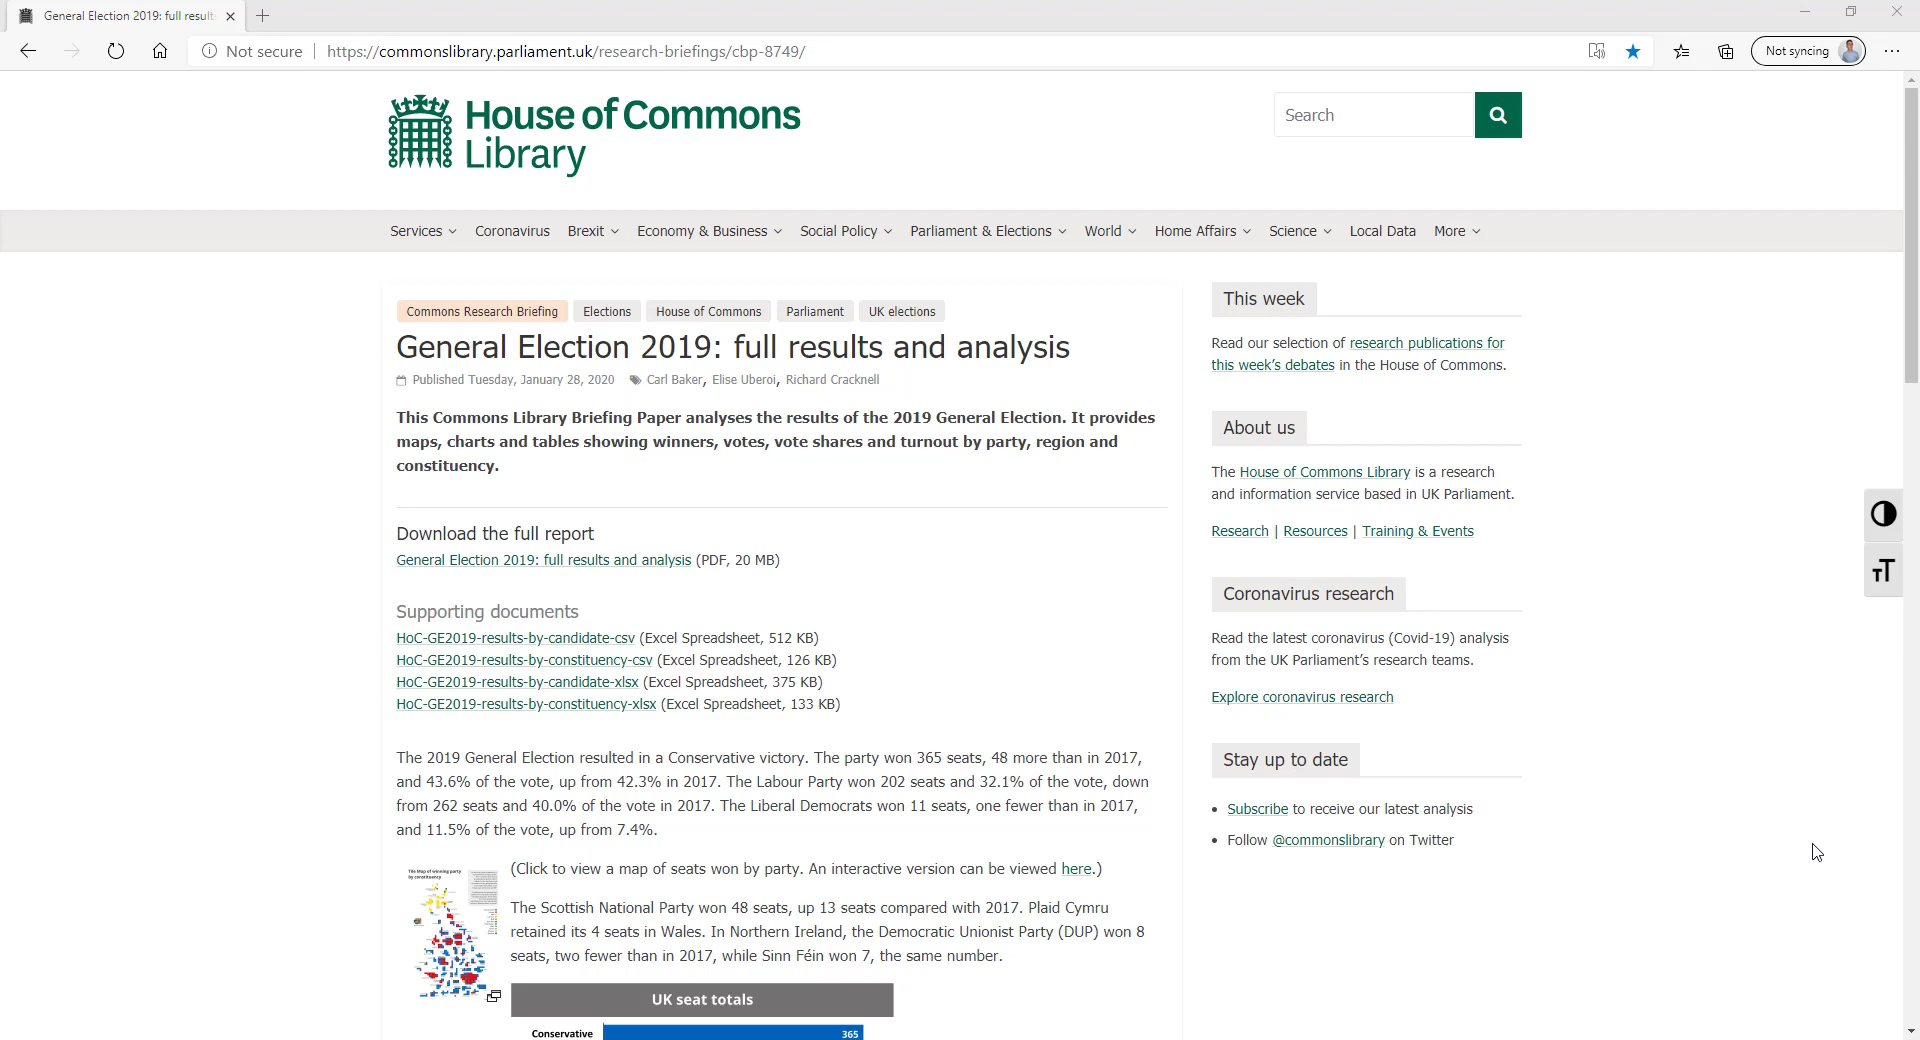 General Election 2019: full result
Not secure
https://commonslibrary.parliament.uk/research-briefings/cbp-8749/
Not syncing
House of Commons
Library
Search
Services
Coronavirus
Brexit
Economy & Business
Social Policy
Parliament & Elections
World
Home Affairs
Science
Local Data
More
Commons Research Briefing
Elections
House of Commons
Parliament
UK elections
General Election 2019: full results and analysis
Published Tuesday, January 28, 2020 Carl Baker, Elise Uberoi, Richard Cracknell
This Commons Library Briefing Paper analyses the results of the 2019 General Election. It provides
maps, charts and tables showing winners, votes, vote shares and turnout by party, region and
constituency.
Download the full report
General Election 2019: full results and analysis (PDF, 20 MB)
Supporting documents
HoC-GE2019-results-by-candidate-csv (Excel Spreadsheet, 512 KB)
HoC-GE2019-results-by-constituency-csv (Excel Spreadsheet, 126 KB)
HoC-GE2019-results-by-candidate-xlsx (Excel Spreadsheet, 375 KB)
HoC-GE2019-results-by-constituency-xlsx (Excel Spreadsheet, 133 KB)
The 2019 General Election resulted in a Conservative victory. The party won 365 seats, 48 more than in 2017,
and 43.6% of the vote, up from 42.3% in 2017. The Labour Party won 202 seats and 32.1% of the vote, down
from 262 seats and 40.0% of the vote in 2017. The Liberal Democrats won 11 seats, one fewer than in 2017,
and 11.5% of the vote, up from 7.4%.
Tile Map of winning party
by constituency
(Click to view a map of seats won by party. An interactive version can be viewed here.)
The Scottish National Party won 48 seats, up 13 seats compared with 2017. Plaid Cymru
retained its 4 seats in Wales. In Northern Ireland, the Democratic Unionist Party (DUP) won 8
seats, two fewer than in 2017, while Sinn Féin won 7, the same number.
UK seat totals
Conservative 365
This week
Read our selection of research publications for
this week’s debates in the House of Commons.
About us
The House of Commons Library is a research
and information service based in UK Parliament.
Research | Resources | Training & Events
Coronavirus research
Read the latest coronavirus (Covid-19) analysis
from the UK Parliament’s research teams.
Explore coronavirus research
Stay up to date
• Subscribe to receive our latest analysis
• Follow @commonslibrary on Twitter
TT